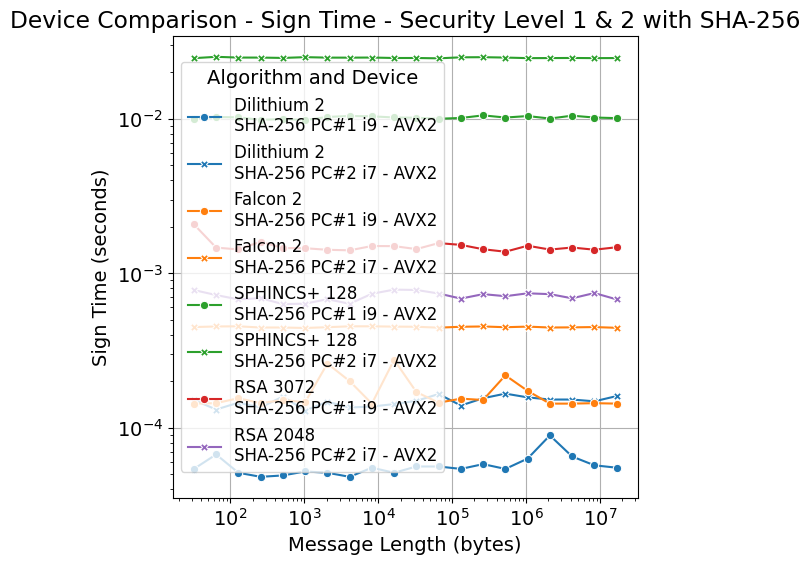 Device Comparison - Sign Time - Security Level 1 & 2 with SHA-256
Algorithm and Device
Dilithium 2
SHA-256 PC#1 i9 - AVX2
Dilithium 2
SHA-256 PC#2 i7 - AVX2
Falcon 2
SHA-256 PC#1 i9 - AVX2
Falcon 2
SHA-256 PC#2 i7 - AVX2
SPHINCS+ 128
SHA-256 PC#1 i9 - AVX2
SPHINCS+ 128
SHA-256 PC#2 i7 - AVX2
RSA 3072
SHA-256 PC#1 i9 - AVX2
RSA 2048
SHA-256 PC#2 i7 - AVX2
Sign Time (seconds)
10⁻²
10⁻³
10⁻⁴
10² 10³ 10⁴ 10⁵ 10⁶ 10⁷
Message Length (bytes)